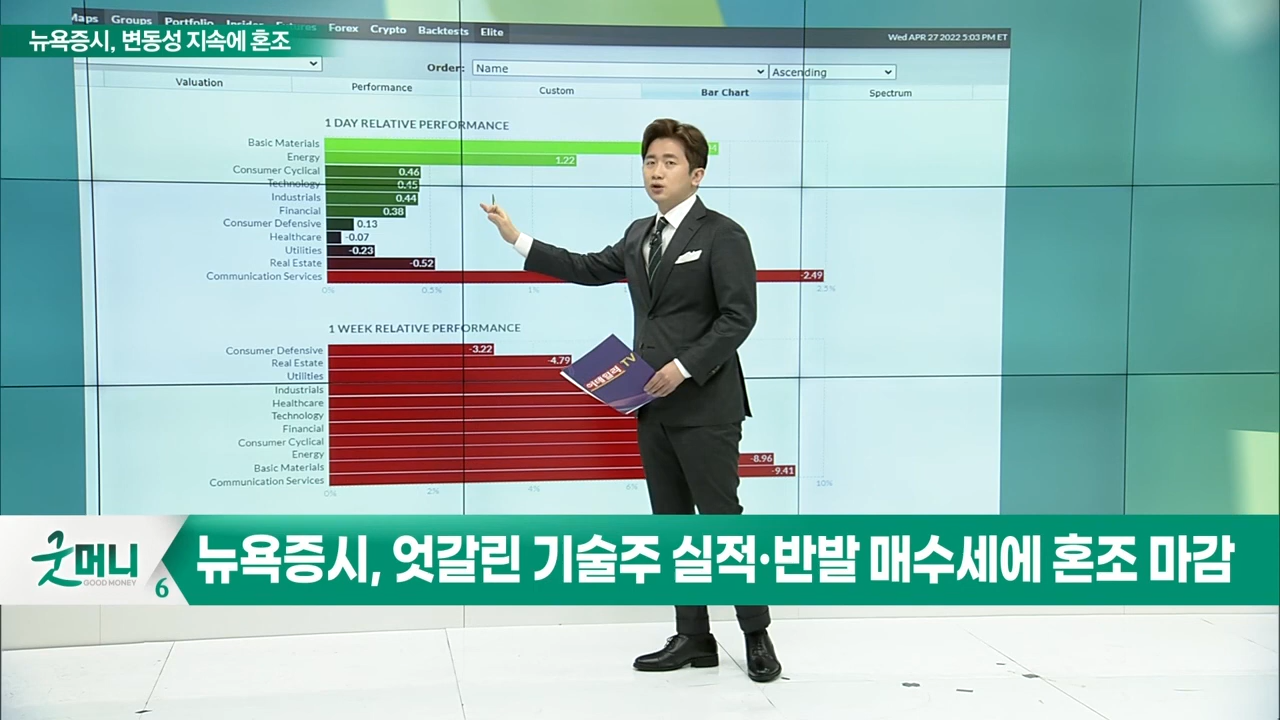 Maps Groups Portfolio Insider Futures Forex Crypto Backtests Elite
Wed APR 27 2022 5:03 PM ET
뉴욕증시, 변동성 지속에 혼조
Order: Name Ascending
Valuation Performance Custom Bar Chart Spectrum
1 DAY RELATIVE PERFORMANCE
Basic Materials
Energy 1.22
Consumer Cyclical 0.46
Technology 0.45
Industrials 0.44
Financial 0.38
Consumer Defensive 0.13
Healthcare -0.07
Utilities -0.23
Real Estate -0.52
Communication Services -2.49
0% 0.5% 1% 2.5%
1 WEEK RELATIVE PERFORMANCE
Consumer Defensive -3.22
Real Estate -4.79
Utilities
Industrials
Healthcare
Technology
Financial
Consumer Cyclical
Energy -8.96
Basic Materials -9.41
Communication Services
0% 2% 4% 6% 10%
이데일리 TV
굿머니
GOOD MONEY
6
뉴욕증시, 엇갈린 기술주 실적·반발 매수세에 혼조 마감